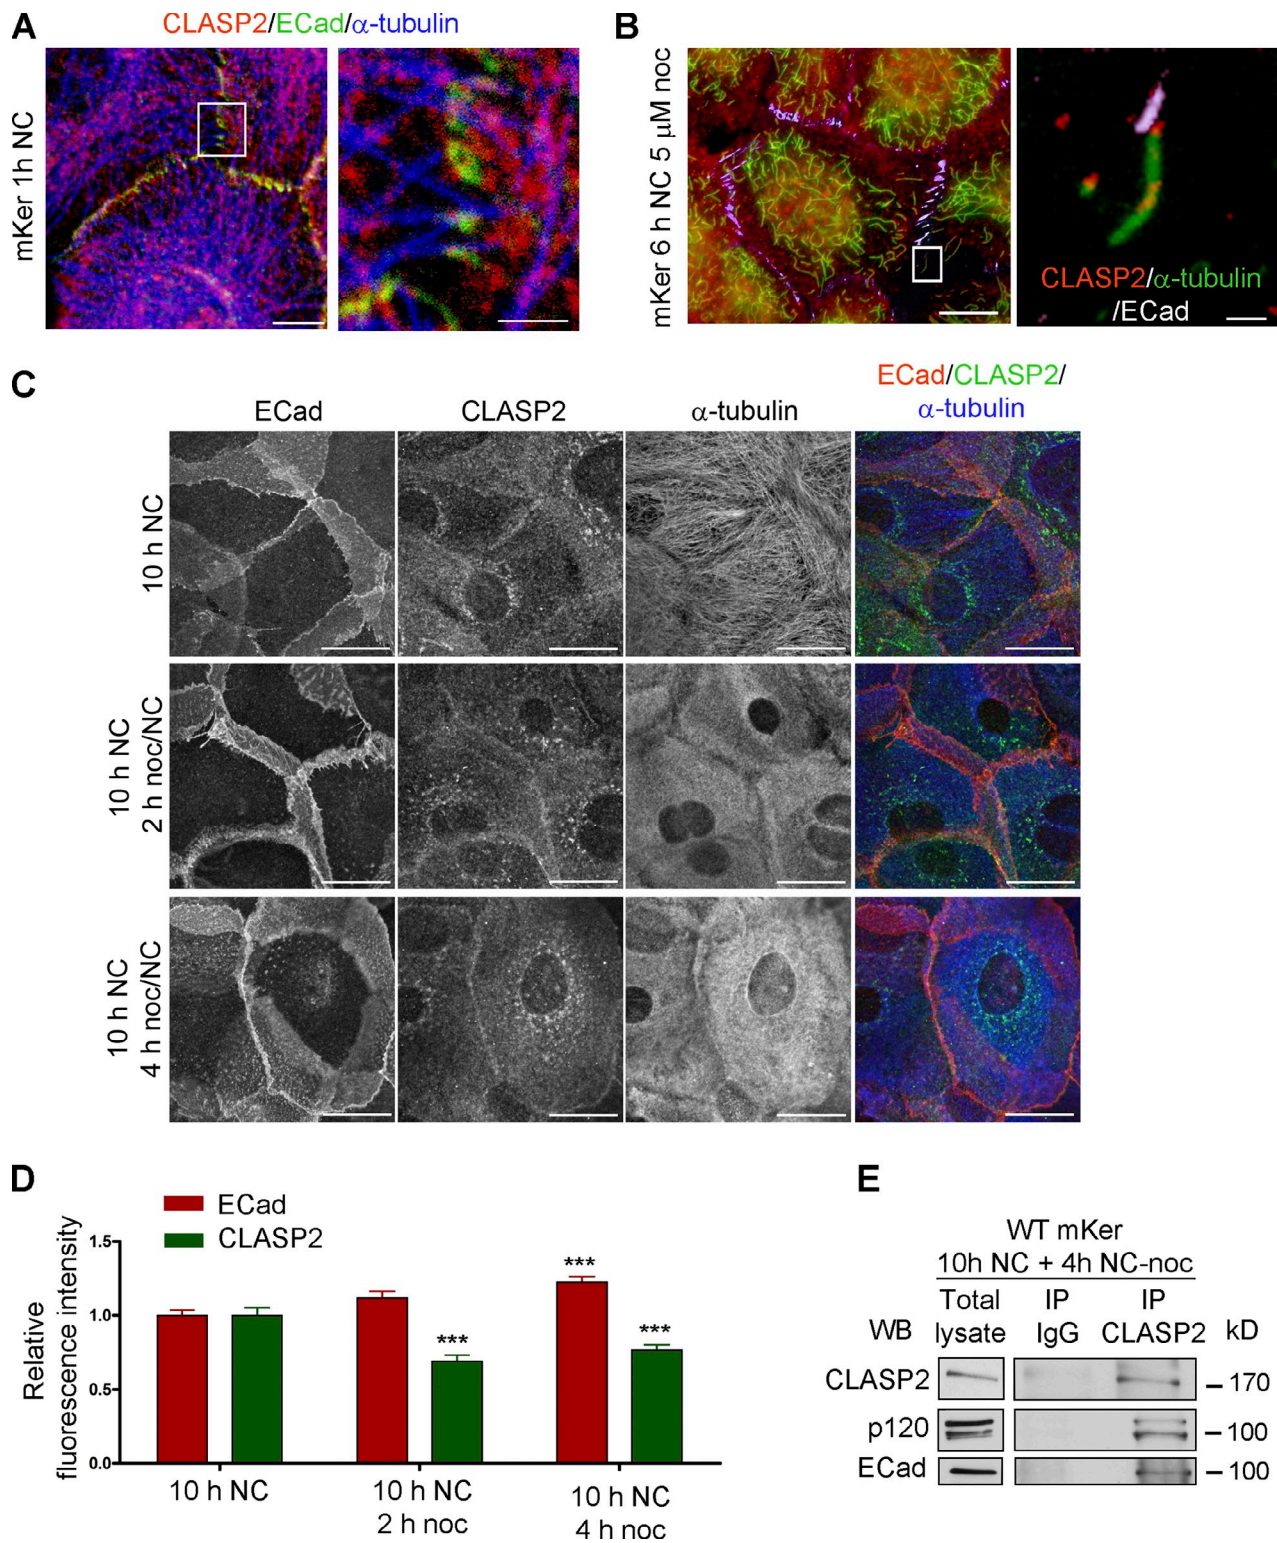 A
CLASP2/ECad/α-tubulin
mKer 1h NC
B
mKer 6 h NC 5 μM noc
CLASP2/α-tubulin
/ECad
C
ECad
CLASP2
α-tubulin
ECad/CLASP2/
α-tubulin
10 h NC
10 h NC
2 h noc/NC
10 h NC
4 h noc/NC
D
ECad
CLASP2
Relative
fluorescence intensity
1.5
1.0
0.5
0.0
***
***
***
10 h NC
10 h NC
2 h noc
10 h NC
4 h noc
E
WT mKer
10h NC + 4h NC-noc
WB
Total
lysate
IP
IgG
IP
CLASP2
kD
CLASP2
– 170
p120
– 100
ECad
– 100